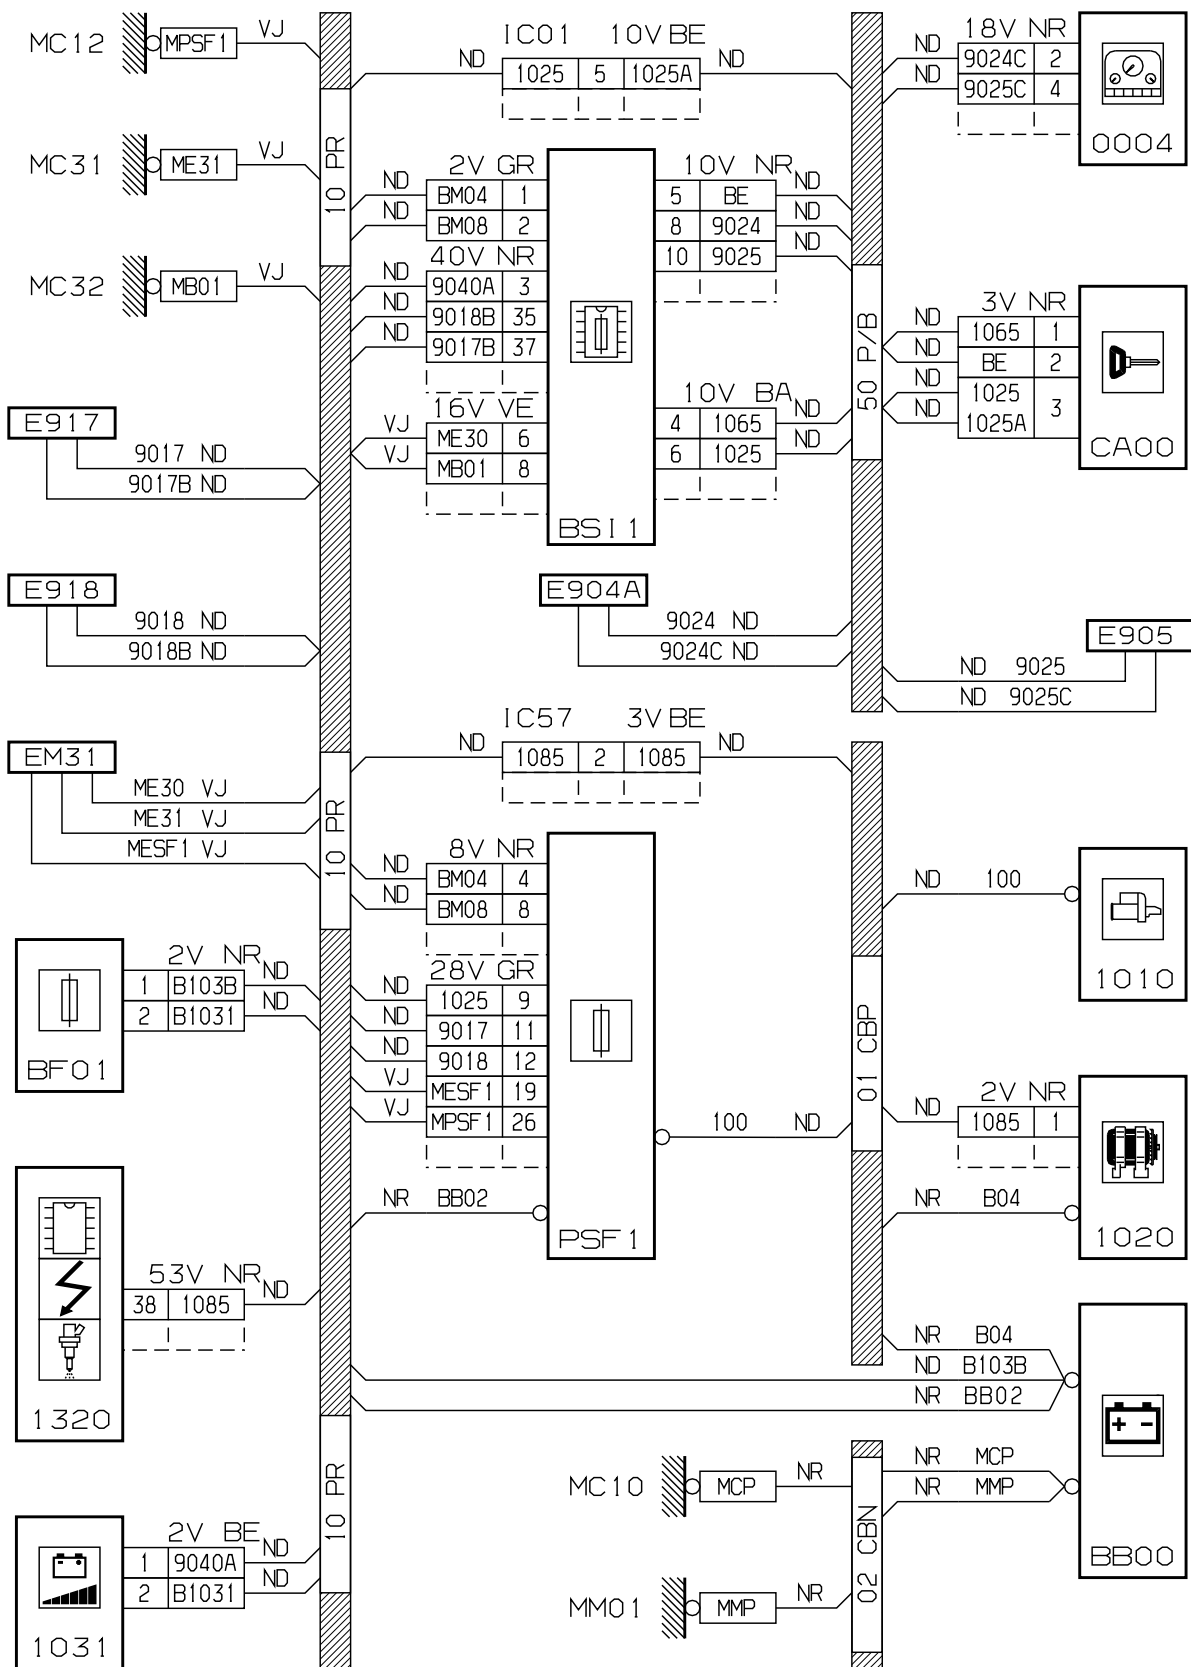 MC12 MPSF1 VJ
IC01 10V BE
ND 1025 5 1025A ND
18V NR
ND 9024C 2
ND 9025C 4
0004
MC31 ME31 VJ
10 PR
2V GR
ND BM04 1
ND BM08 2
40V NR
ND 9040A 3
ND 9018B 35
ND 9017B 37
16V VE
VJ ME30 6
VJ MB01 8
BSI1
10V NR
5 BE ND
8 9024 ND
10 9025 ND
10V BA
4 1065 ND
6 1025 ND
MC32 MB01 VJ
50 P/B
3V NR
ND 1065 1
ND BE 2
ND 1025
ND 1025A 3
CA00
E917
9017 ND
9017B ND
E918
9018 ND
9018B ND
E904A
9024 ND
9024C ND
E905
ND 9025
ND 9025C
IC57 3V BE
ND 1085 2 1085 ND
EM31
ME30 VJ
ME31 VJ
MESF1 VJ
10 PR
8V NR
ND BM04 4
ND BM08 8
28V GR
ND 1025 9
ND 9017 11
ND 9018 12
VJ MESF1 19
VJ MPSF1 26
100 ND
NR BB02
PSF1
01 CBP
ND 100
1010
2V NR
1 B103B ND
2 B1031 ND
BF01
2V NR
ND 1085 1
NR B04
1020
53V NR
38 1085 ND
1320
NR B04
ND B103B
NR BB02
NR MCP
NR MMP
BB00
10 PR
MC10 MCP NR
02 CBN
MM01 MMP NR
2V BE
1 9040A ND
2 B1031 ND
1031